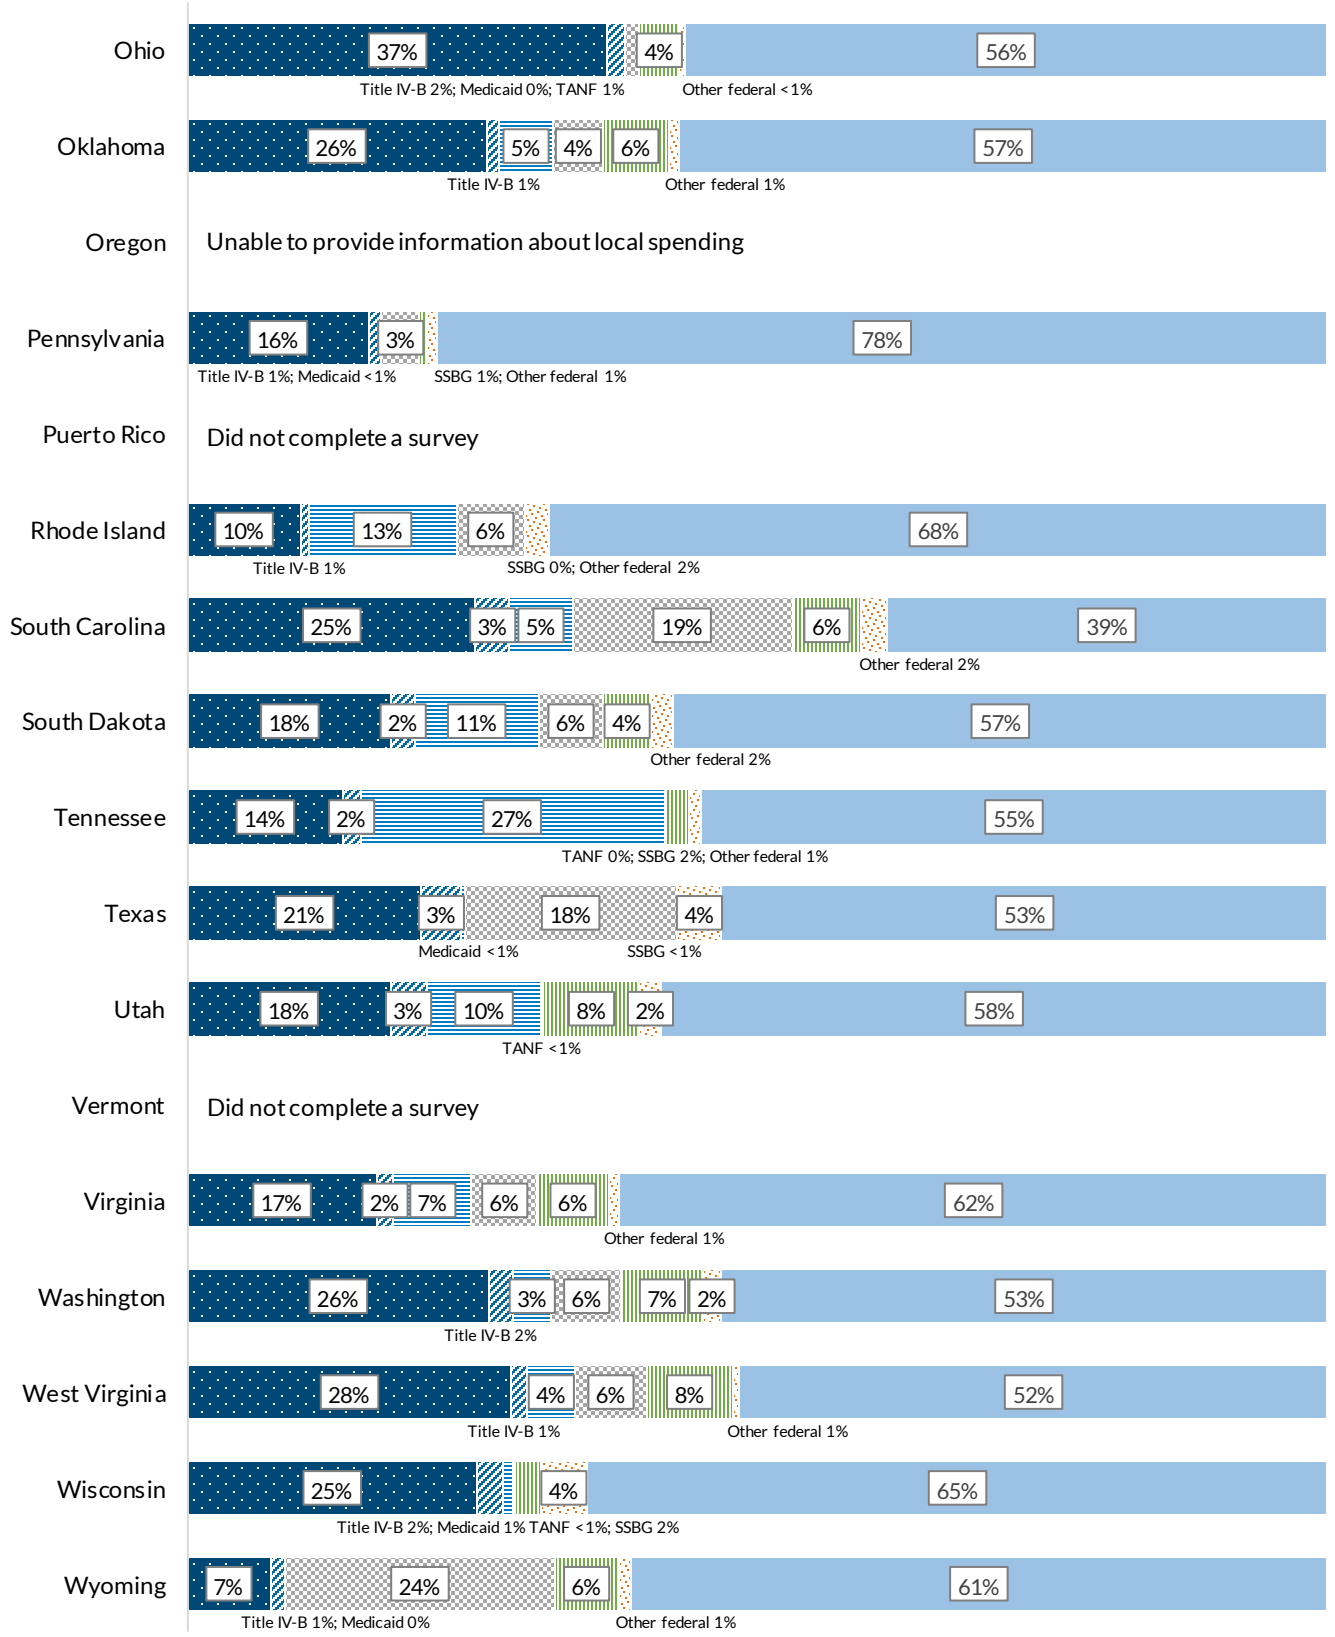 Ohio 37% 4% 56%
Title IV-B 2%; Medicaid 0%; TANF 1% Other federal <1%
Oklahoma 26% 5% 4% 6% 57%
Title IV-B 1% Other federal 1%
Oregon Unable to provide information about local spending
Pennsylvania 16% 3% 78%
Title IV-B 1%; Medicaid <1% SSBG 1%; Other federal 1%
Puerto Rico Did not complete a survey
Rhode Island 10% 13% 6% 68%
Title IV-B 1% SSBG 0%; Other federal 2%
South Carolina 25% 3% 5% 19% 6% 39%
Other federal 2%
South Dakota 18% 2% 11% 6% 4% 57%
Other federal 2%
Tennessee 14% 2% 27% 55%
TANF 0%; SSBG 2%; Other federal 1%
Texas 21% 3% 18% 4% 53%
Medicaid <1% SSBG <1%
Utah 18% 3% 10% 8% 2% 58%
TANF <1%
Vermont Did not complete a survey
Virginia 17% 2% 7% 6% 6% 62%
Other federal 1%
Washington 26% 3% 6% 7% 2% 53%
Title IV-B 2%
West Virginia 28% 4% 6% 8% 52%
Title IV-B 1% Other federal 1%
Wisconsin 25% 4% 65%
Title IV-B 2%; Medicaid 1% TANF <1%; SSBG 2%
Wyoming 7% 24% 6% 61%
Title IV-B 1%; Medicaid 0% Other federal 1%